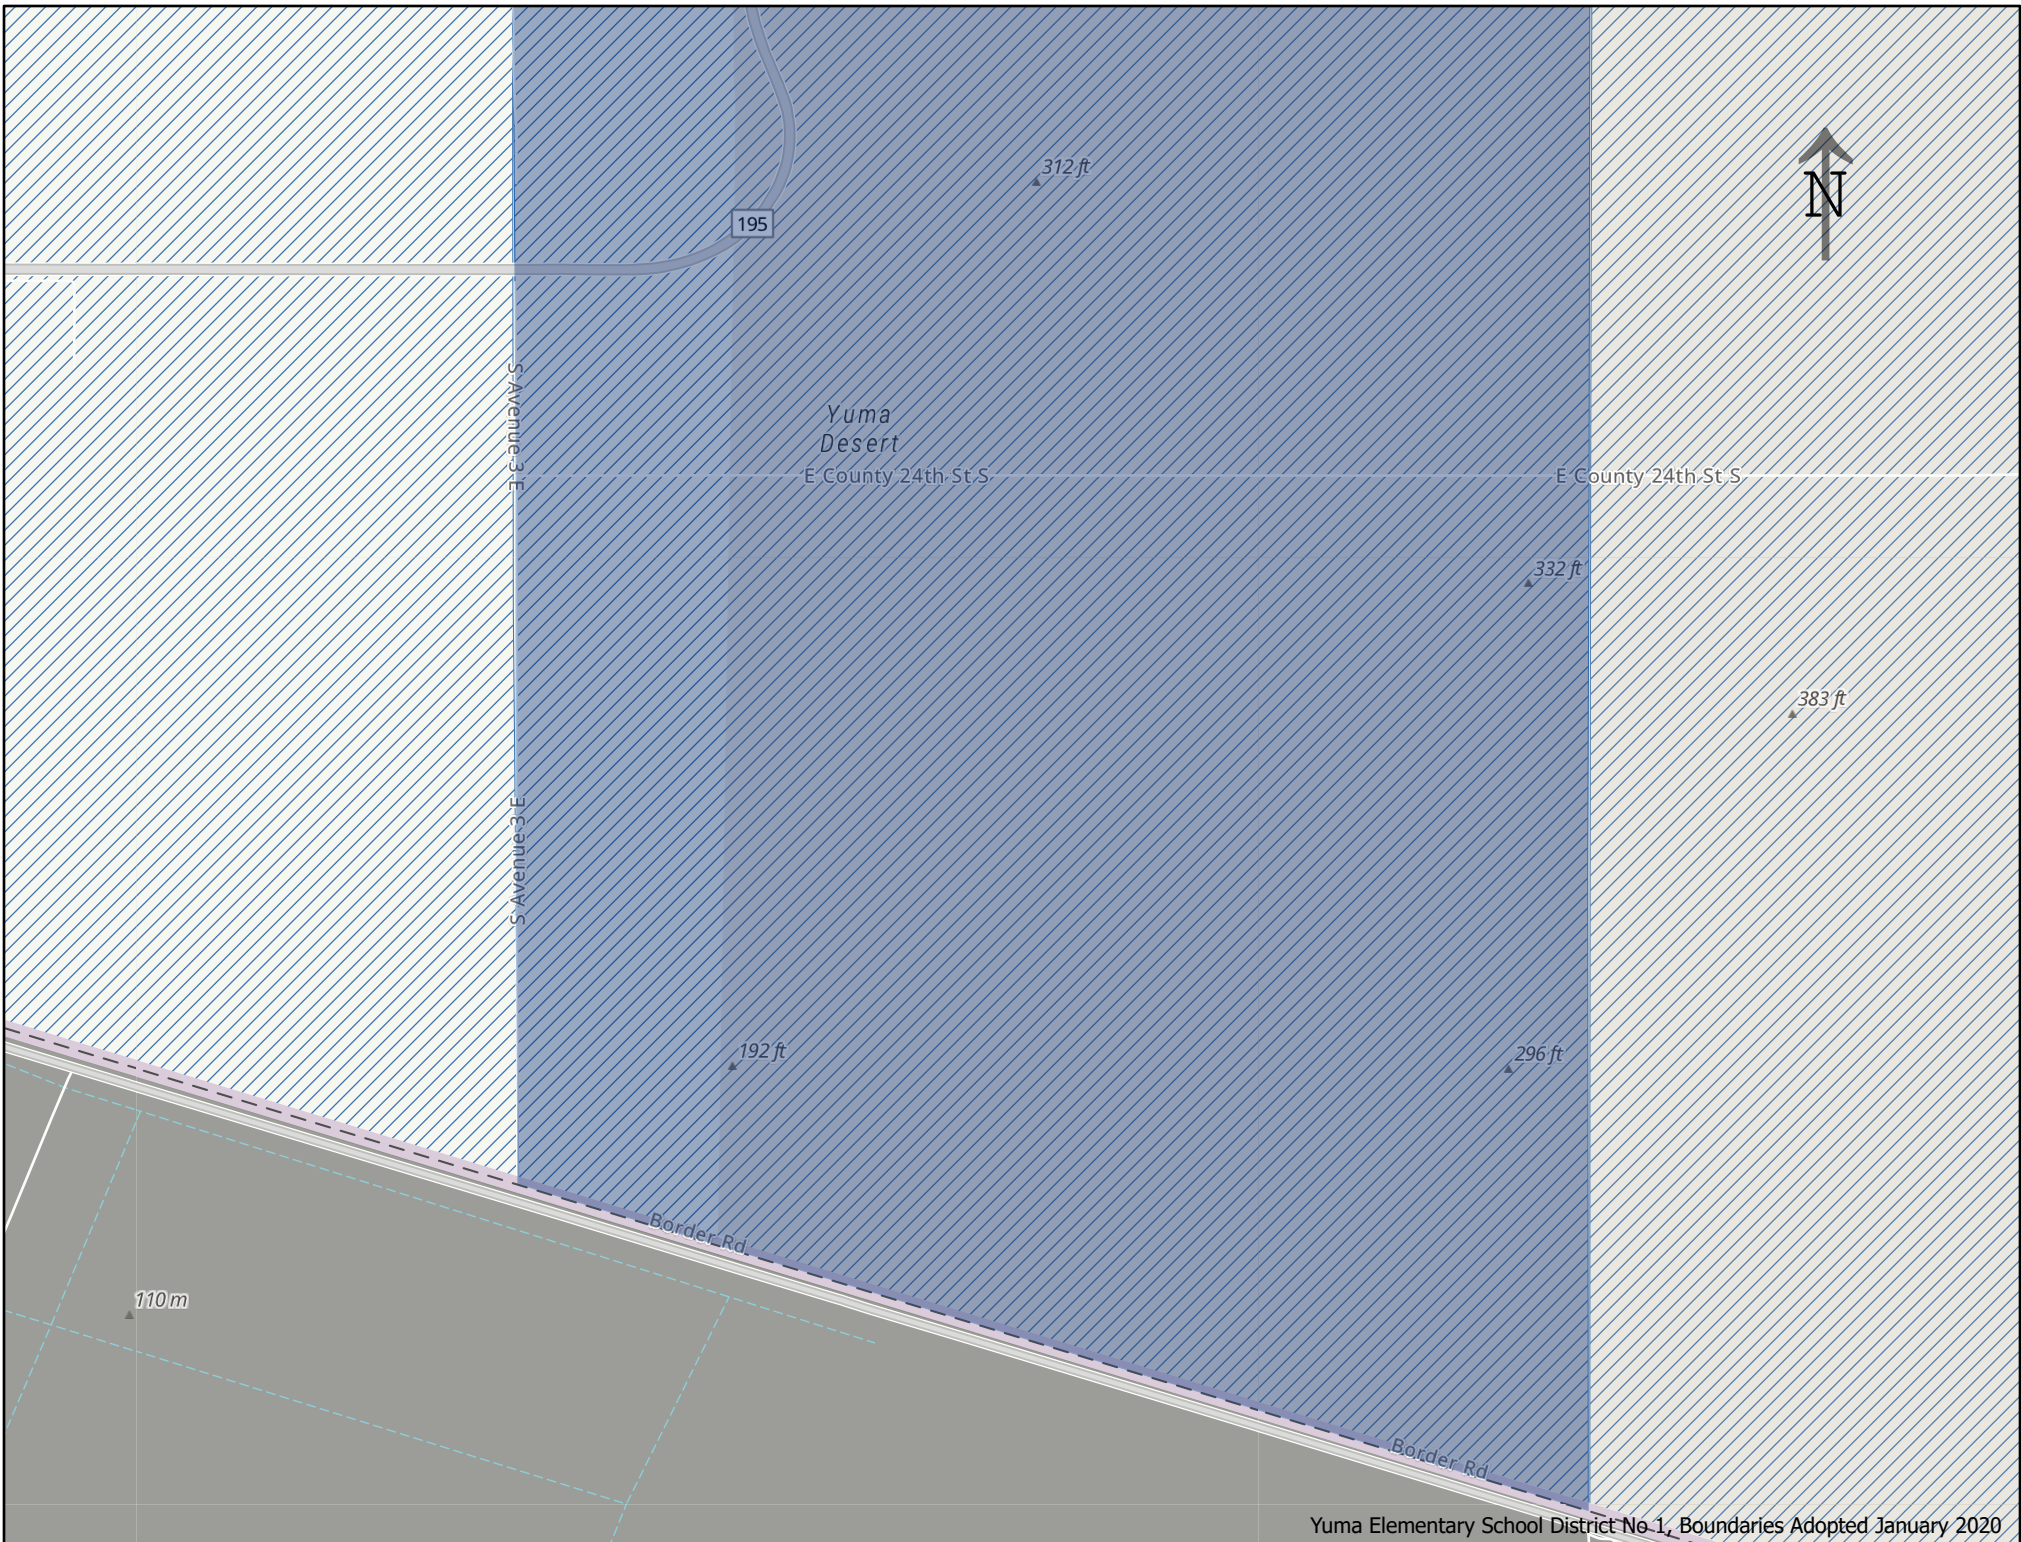 312 ft
N
195
S Avenue 3 E
Yuma
Desert
E County 24th St S
E County 24th St S
332 ft
383 ft
S Avenue 3 E
192 ft
296 ft
Border Rd
110 m
Border Rd
Yuma Elementary School District No 1, Boundaries Adopted January 2020